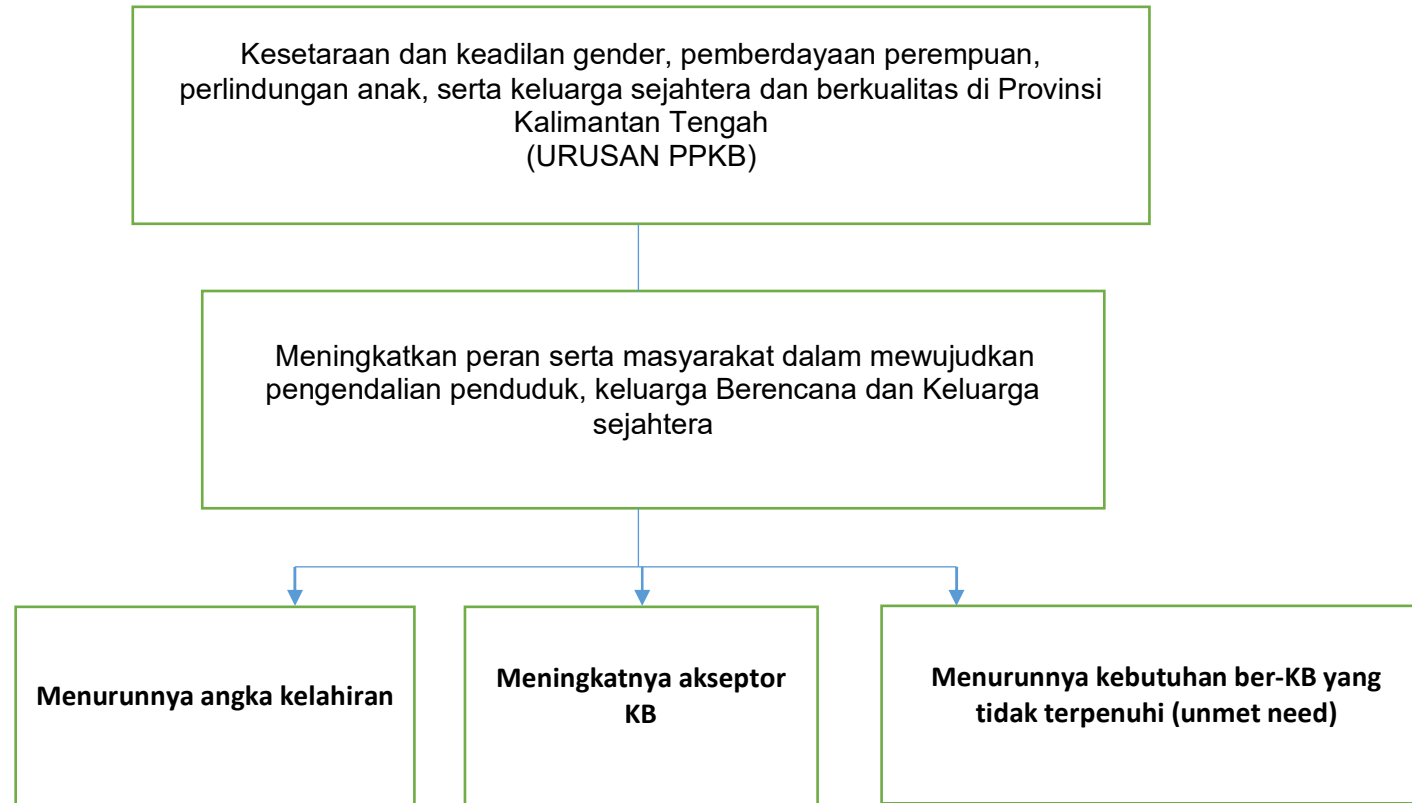 Kesetaraan dan keadilan gender, pemberdayaan perempuan,
perlindungan anak, serta keluarga sejahtera dan berkualitas di Provinsi
Kalimantan Tengah
(URUSAN PPKB)
Meningkatkan peran serta masyarakat dalam mewujudkan
pengendalian penduduk, keluarga Berencana dan Keluarga
sejahtera
Menurunnya angka kelahiran
Meningkatnya akseptor
KB
Menurunnya kebutuhan ber-KB yang
tidak terpenuhi (unmet need)